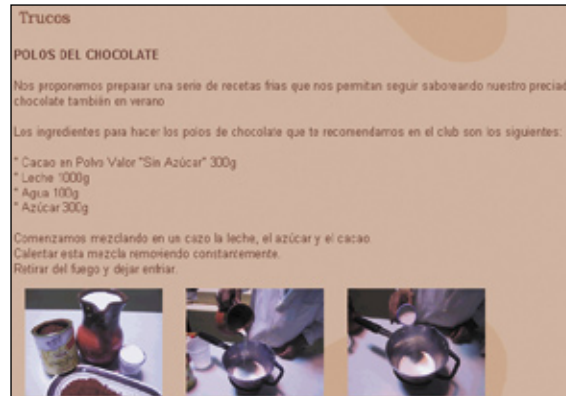 Trucos
POLOS DEL CHOCOLATE
Nos proponemos preparar una serie de recetas frias que nos permitan seguir saboreando nuestro preciad
chocolate también en verano
Los ingredientes para hacer los polos de chocolate que te recomendamos en el club son los siguientes:
* Cacao en Polvo Valor "Sin Azúcar" 300g
* Leche 1000g
* Agua 100g
* Azúcar 300g
Comenzamos mezclando en un cazo la leche, el azúcar y el cacao.
Calentar esta mezcla removiendo constantemente.
Retirar del fuego y dejar enfriar.